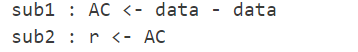 sub1 : AC <- data - data
sub2 : r <- AC